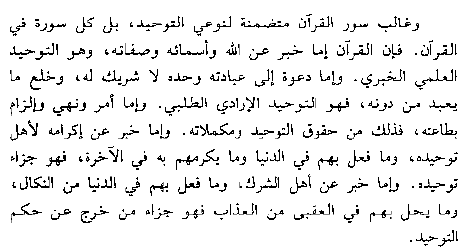 وغالب سور القرآن متضمنة لنوعي التوحيد، بلى كل سورة في
القرآن. فإن القرآن إما خبر عن الله وأسمائه وصفاته، وهو التوحيد
العلمي الخبري. وإما دعوة إلى عبادته وحده لا شريك له، وخلع ما
يعبد من دونه، فهو التوحيد الإرادي الطلبي. وإما أمر ونهي وإلزام
بطاعته، فذلك من حقوق التوحيد ومكملاته. وإما خبر عن إكرامه لأهل
توحيده، وما فعل بهم في الدنيا وما يكرمهم به في الآخرة، فهو جزاء
توحيده. وإما خبر عن أهل الشرك، وما فعل بهم في الدنيا من النكال،
وما يحل بهم في العقبى من العذاب فهو جزاء من خرج عن حكم
التوحيد.